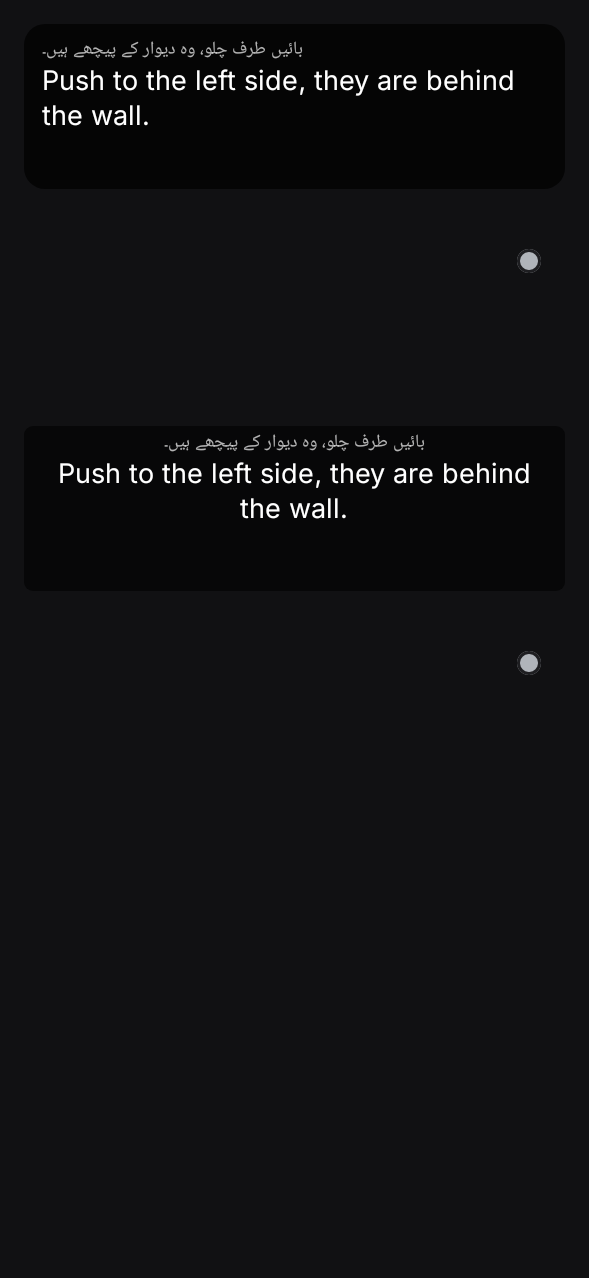 بائیں طرف چلو، وہ دیوار کے پیچھے ہیں۔
Push to the left side, they are behind
the wall.
بائیں طرف چلو، وہ دیوار کے پیچھے ہیں۔
Push to the left side, they are behind
the wall.